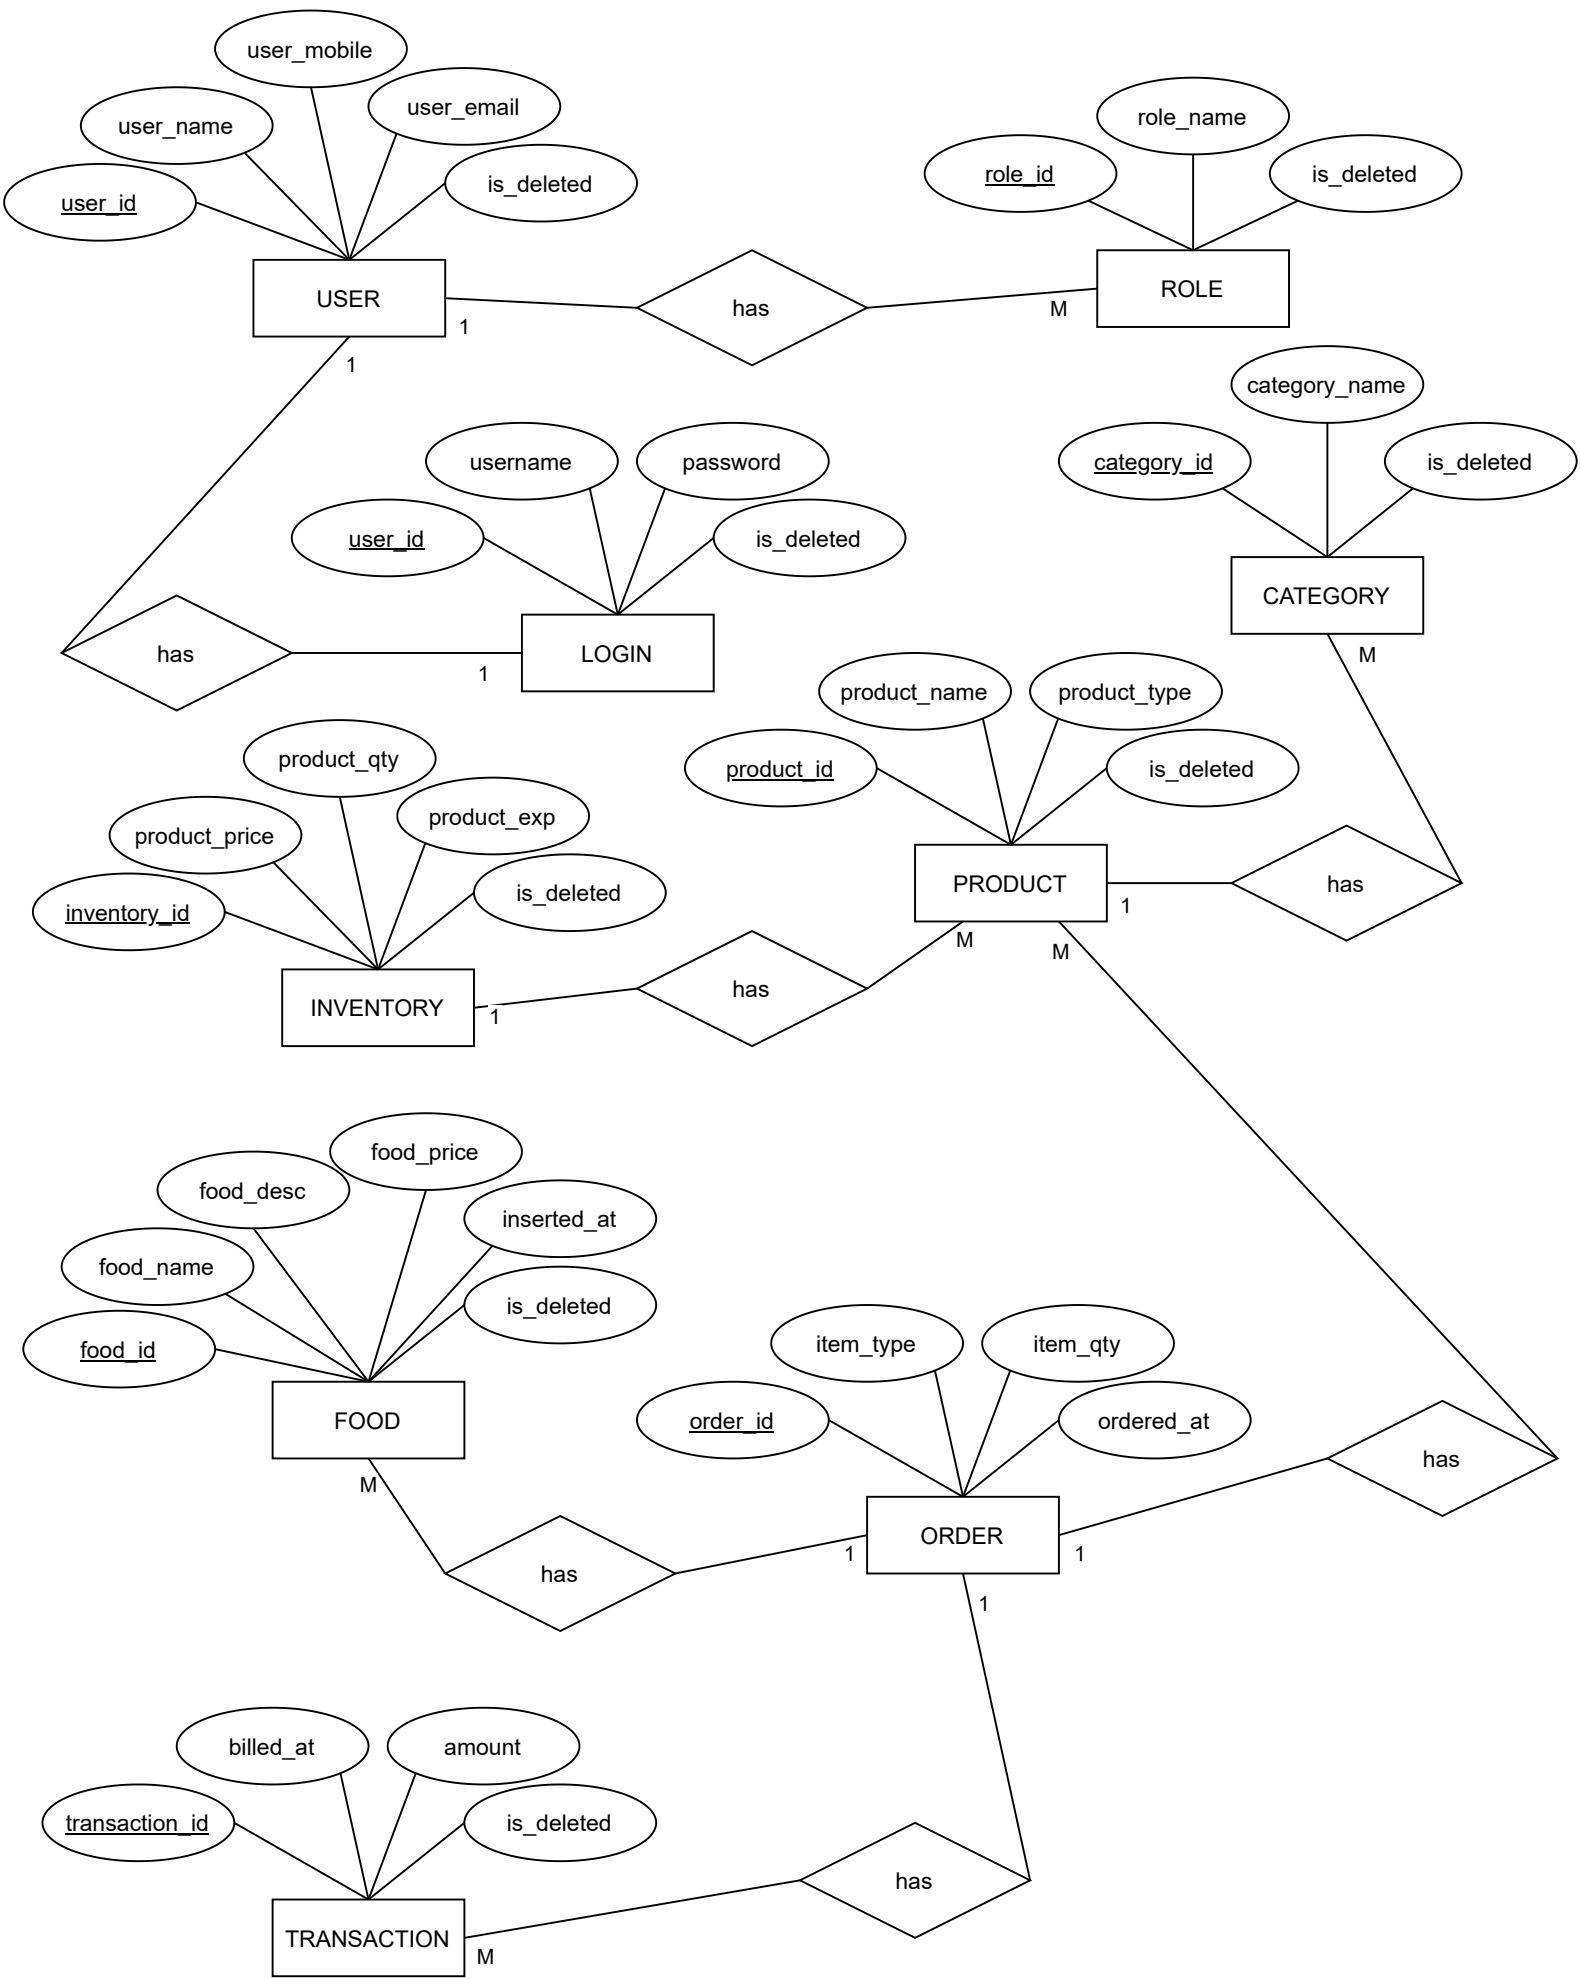 user_mobile
user_email
user_name
is_deleted
user_id
USER
1
1
has
role_name
role_id
is_deleted
ROLE
M
category_name
category_id
is_deleted
CATEGORY
M
username
password
user_id
is_deleted
LOGIN
1
has
product_name
product_type
product_id
is_deleted
PRODUCT
1
M
M
has
product_qty
product_exp
product_price
is_deleted
inventory_id
INVENTORY
1
has
food_price
food_desc
inserted_at
food_name
is_deleted
food_id
FOOD
M
has
item_type
item_qty
order_id
ordered_at
ORDER
1
1
1
has
billed_at
amount
transaction_id
is_deleted
TRANSACTION
M
has